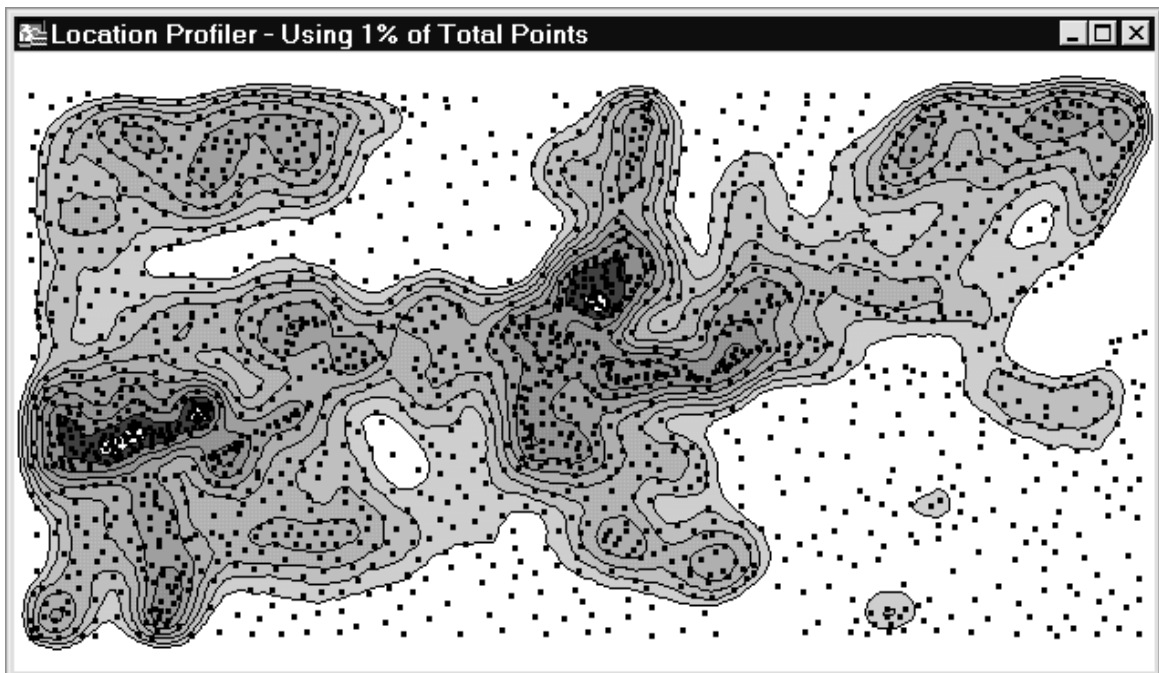 Location Profiler - Using 1% of Total Points